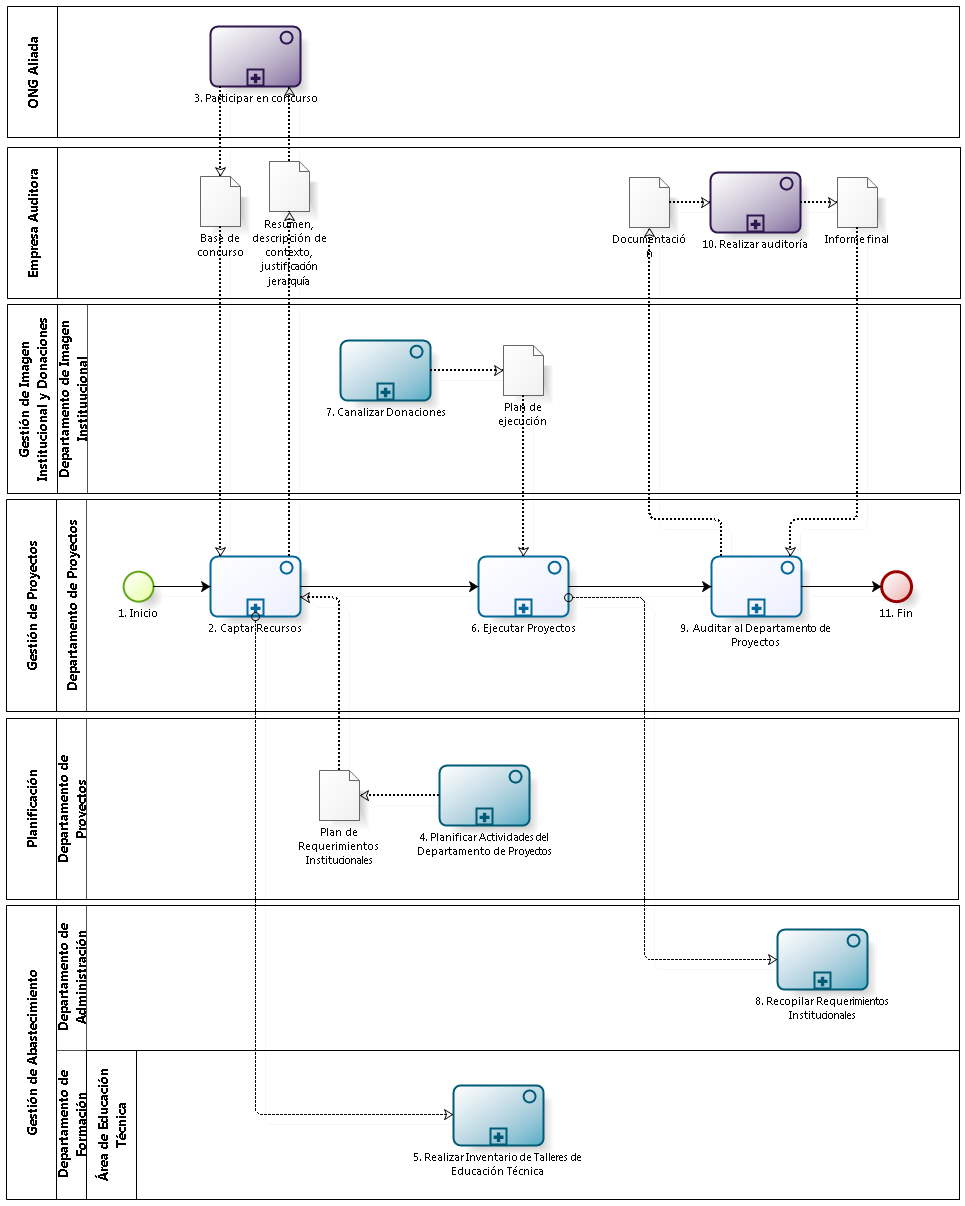 ONG Aliada
3. Participar en concurso
Empresa Auditora
Base de
concurso
Resumen,
descripción de
contexto,
justificación
jerarquía
Documentació
n
10. Realizar auditoría
Informe final
Gestión de Imagen
Institucional y Donaciones
Departamento de Imagen
Instituucional
7. Canalizar Donaciones
Plan de
ejecución
Gestión de Proyectos
Departamento de Proyectos
1. Inicio
2. Captar Recursos
6. Ejecutar Proyectos
9. Auditar al Departamento de
Proyectos
11. Fin
Planificación
Departamento de
Proyectos
Plan de
Requerimientos
Institucionales
4. Planificar Actividades del
Departamento de Proyectos
Gestión de Abastecimiento
Departamento de
Administración
8. Recopilar Requerimientos
Institucionales
Departamento de
Formación
Área de Educación
Técnica
5. Realizar Inventario de Talleres de
Educación Técnica